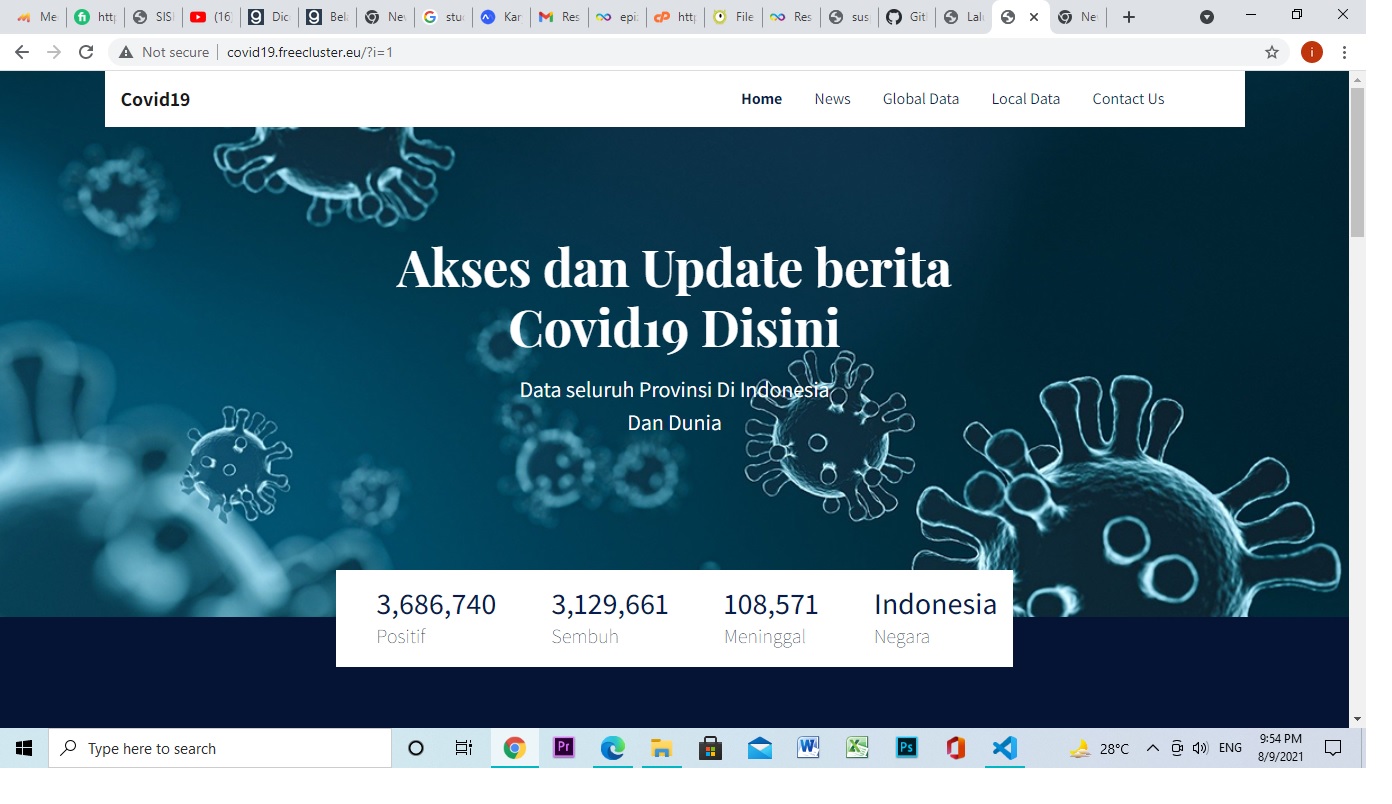 Me
http
SIS
(16
Dic
Bel
Ne
stu
Kar
Res
epi
http
File
Res
sus
Git
Lal
Ne
Not secure
covid19.freecluster.eu/?i=1
i
Covid19
Home News Global Data Local Data Contact Us
Akses dan Update berita
Covid19 Disini
Data seluruh Provinsi Di Indonesia
Dan Dunia
3,686,740 3,129,661 108,571 Indonesia
Positif Sembuh Meninggal Negara
Type here to search
28°C
ENG
9:54 PM
8/9/2021